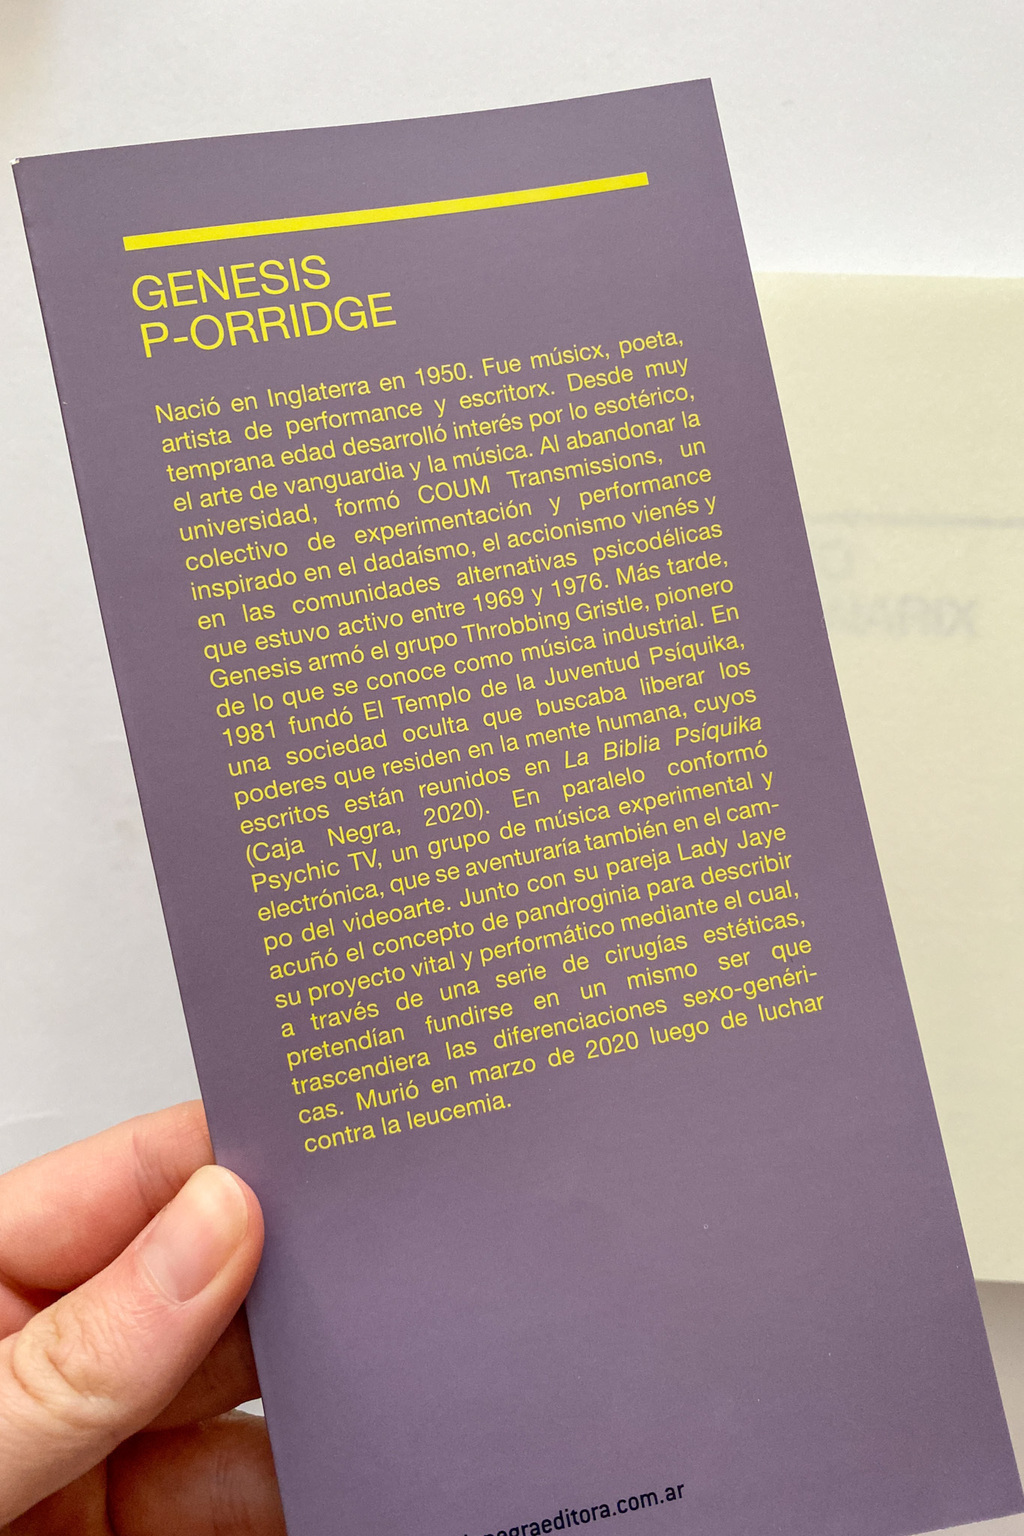 GENESIS
P-ORRIDGE
Nació en Inglaterra en 1950. Fue músicx, poeta,
artista de performance y escritorx. Desde muy
temprana edad desarrolló interés por lo esotérico,
el arte de vanguardia y la música. Al abandonar la
universidad, formó COUM Transmissions, un
colectivo de experimentación y performance
inspirado en el dadaísmo, el accionismo vienés y
en las comunidades alternativas psicodélicas
que estuvo activo entre 1969 y 1976. Más tarde,
Genesis armó el grupo Throbbing Gristle, pionero
de lo que se conoce como música industrial. En
1981 fundó El Templo de la Juventud Psíquika,
una sociedad oculta que buscaba liberar los
poderes que residen en la mente humana, cuyos
escritos están reunidos en La Biblia Psíquika
(Caja Negra, 2020). En paralelo conformó
Psychic TV, un grupo de música experimental y
electrónica, que se aventuraría también en el cam-
po del videoarte. Junto con su pareja Lady Jaye
acuñó el concepto de pandroginia para describir
su proyecto vital y performático mediante el cual,
a través de una serie de cirugías estéticas,
pretendían fundirse en un mismo ser que
trascendiera las diferenciaciones sexo-genéri-
cas. Murió en marzo de 2020 luego de luchar
contra la leucemia.
graeditora.com.ar